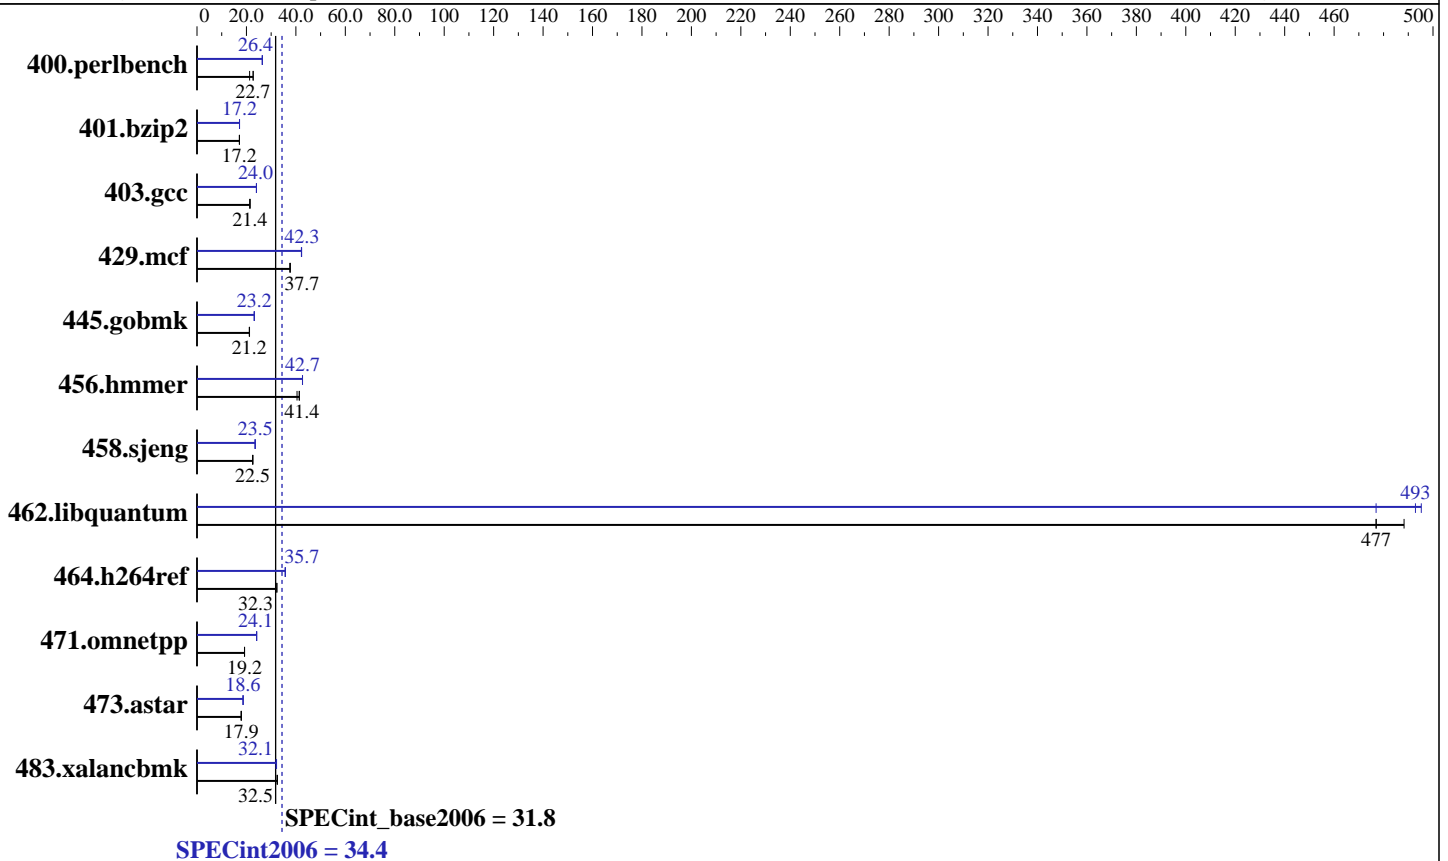 0 20.0 40.0 60.0 80.0 100 120 140 160 180 200 220 240 260 280 300 320 340 360 380 400 420 440 460 500
26.4
400.perlbench
22.7
17.2
401.bzip2
17.2
24.0
403.gcc
21.4
42.3
429.mcf
37.7
23.2
445.gobmk
21.2
42.7
456.hmmer
41.4
23.5
458.sjeng
22.5
493
462.libquantum
477
35.7
464.h264ref
32.3
24.1
471.omnetpp
19.2
18.6
473.astar
17.9
32.1
483.xalancbmk
32.5
SPECint_base2006 = 31.8
SPECint2006 = 34.4